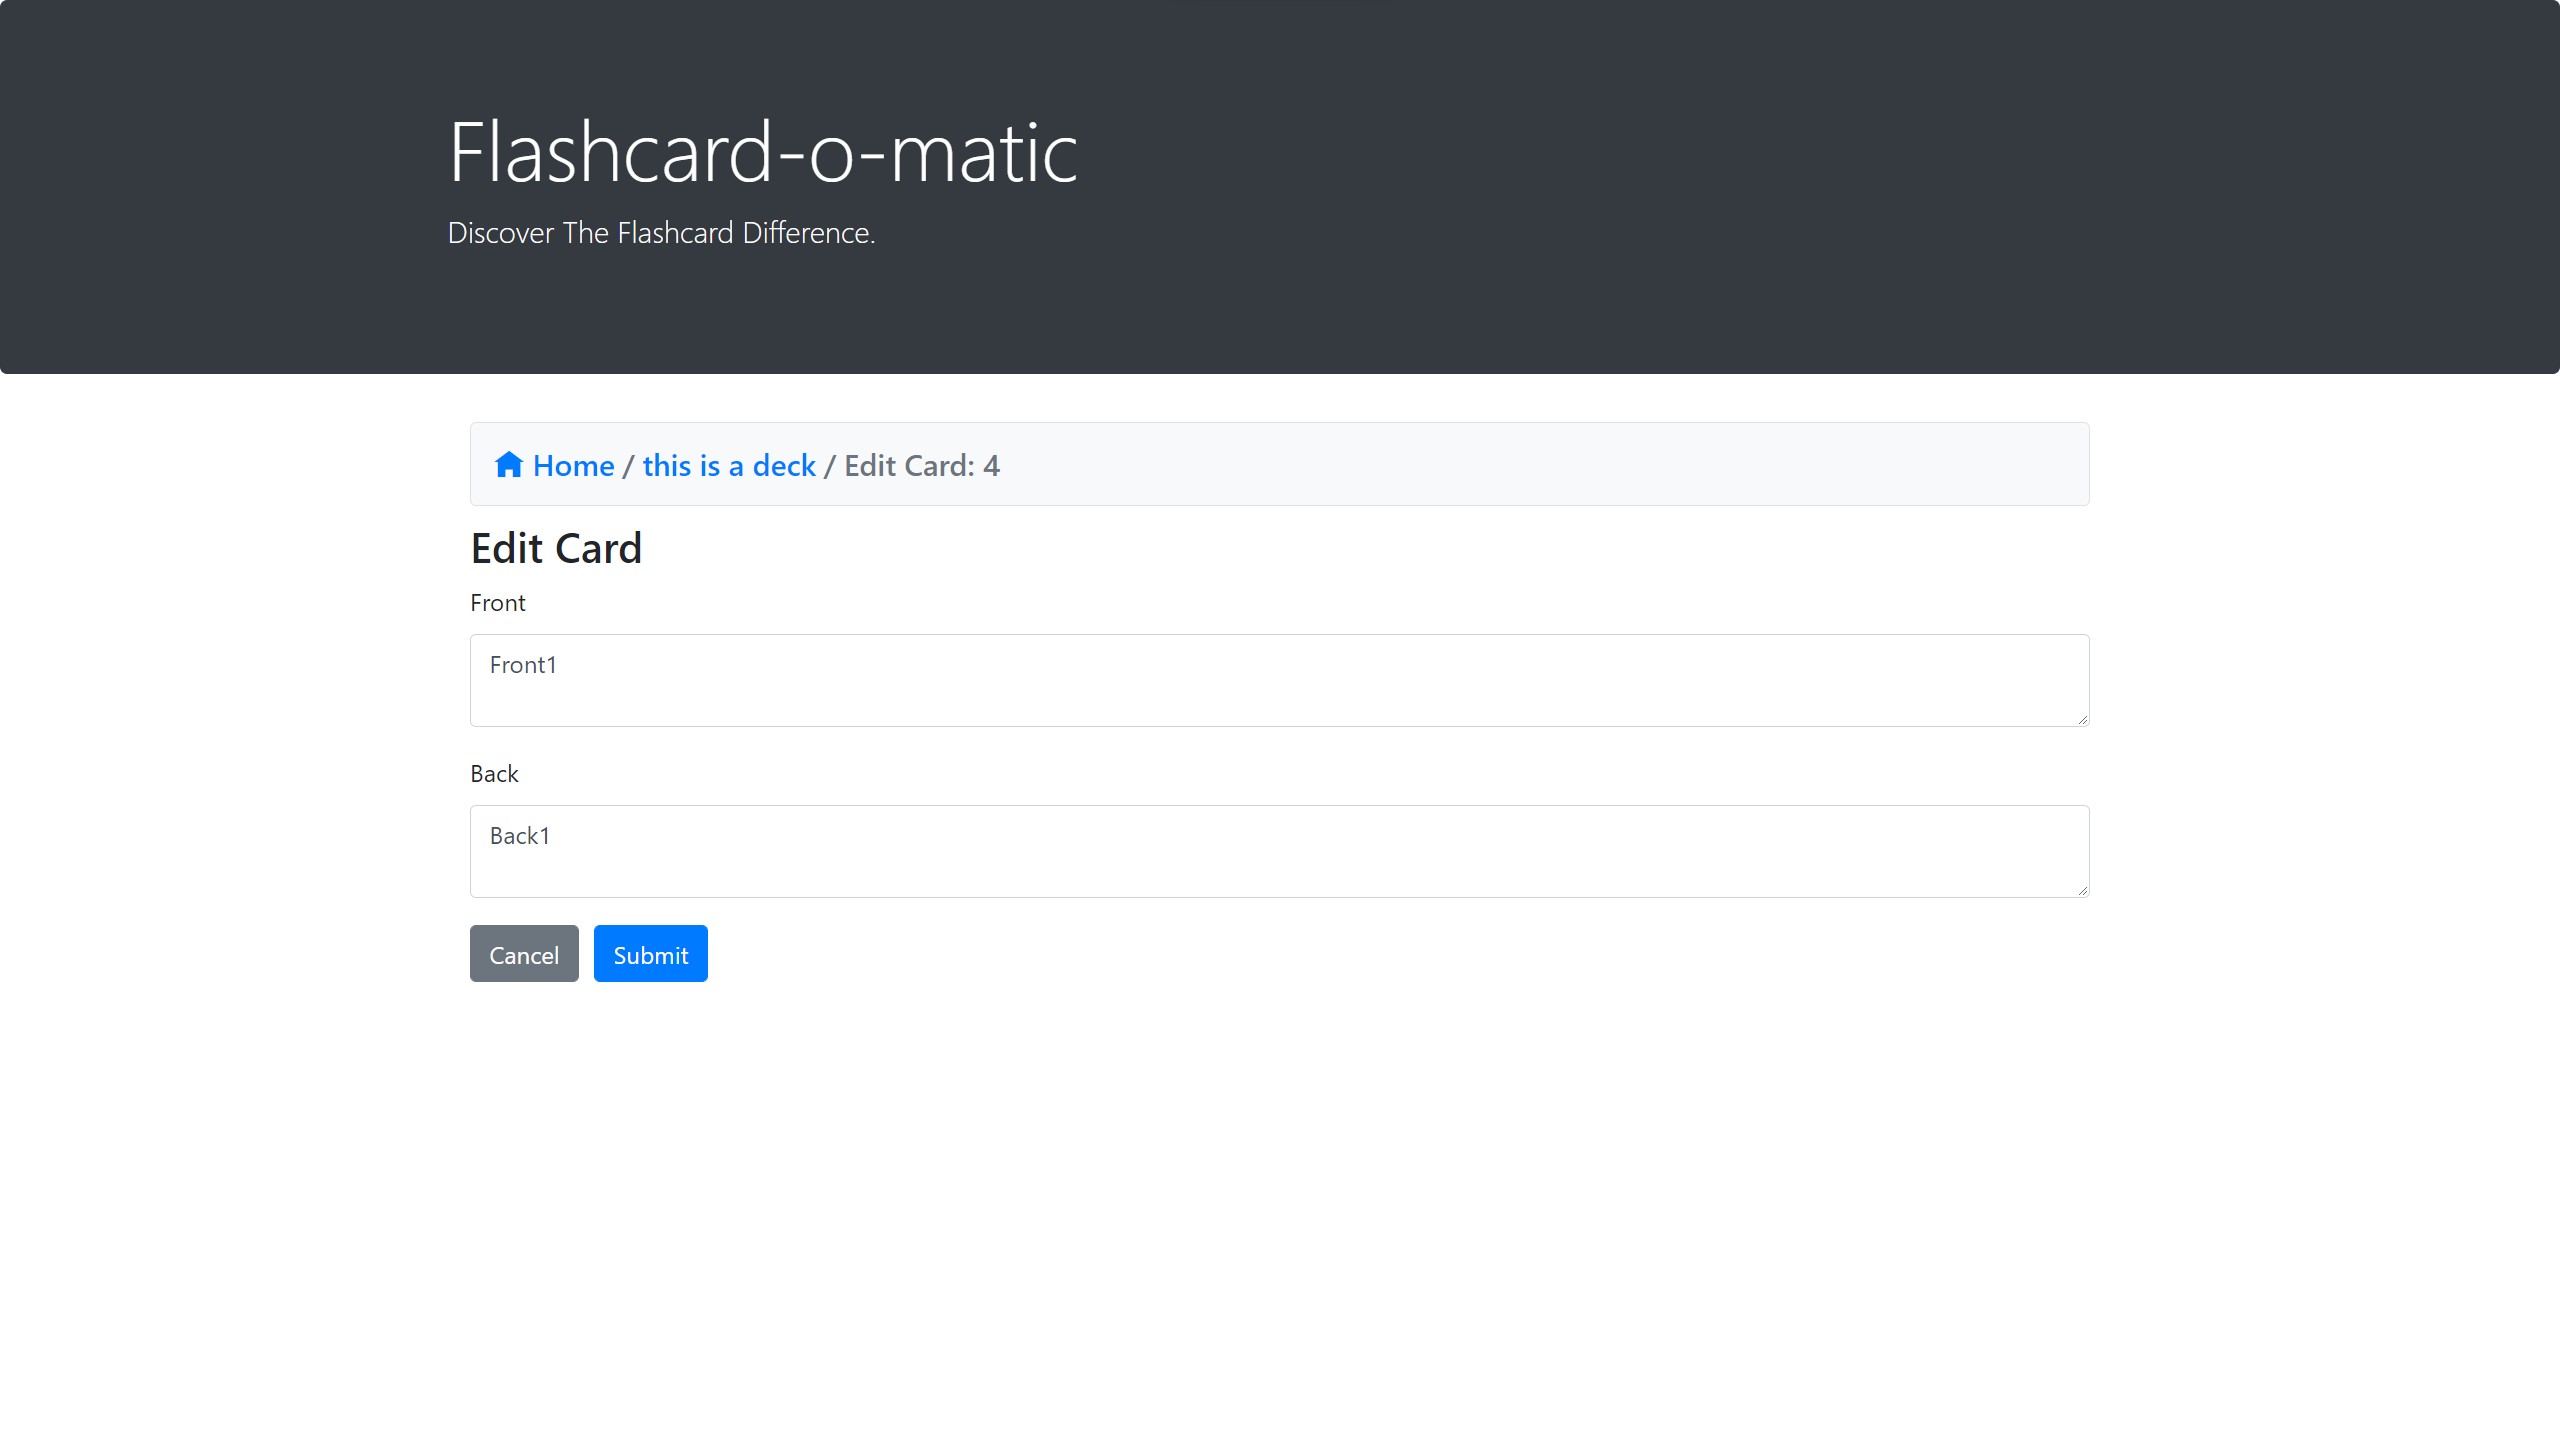 Flashcard-o-matic
Discover The Flashcard Difference.
Home / this is a deck / Edit Card: 4
Edit Card
Front
Front1
Back
Back1
Cancel Submit